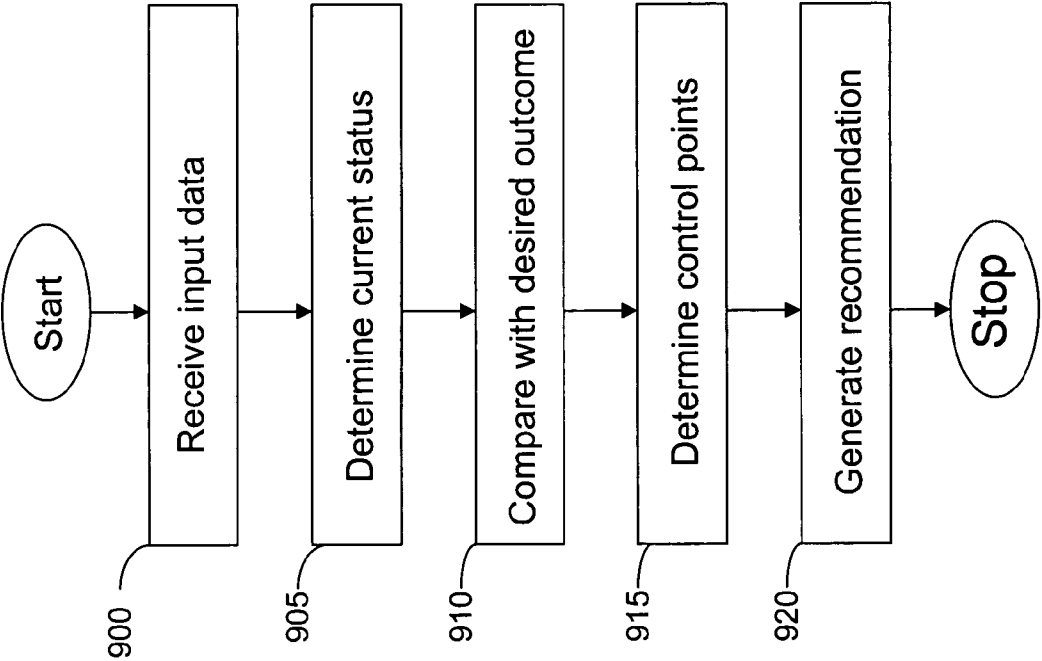 Start
900
Receive input data
905
Determine current status
910
Compare with desired outcome
915
Determine control points
920
Generate recommendation
Stop